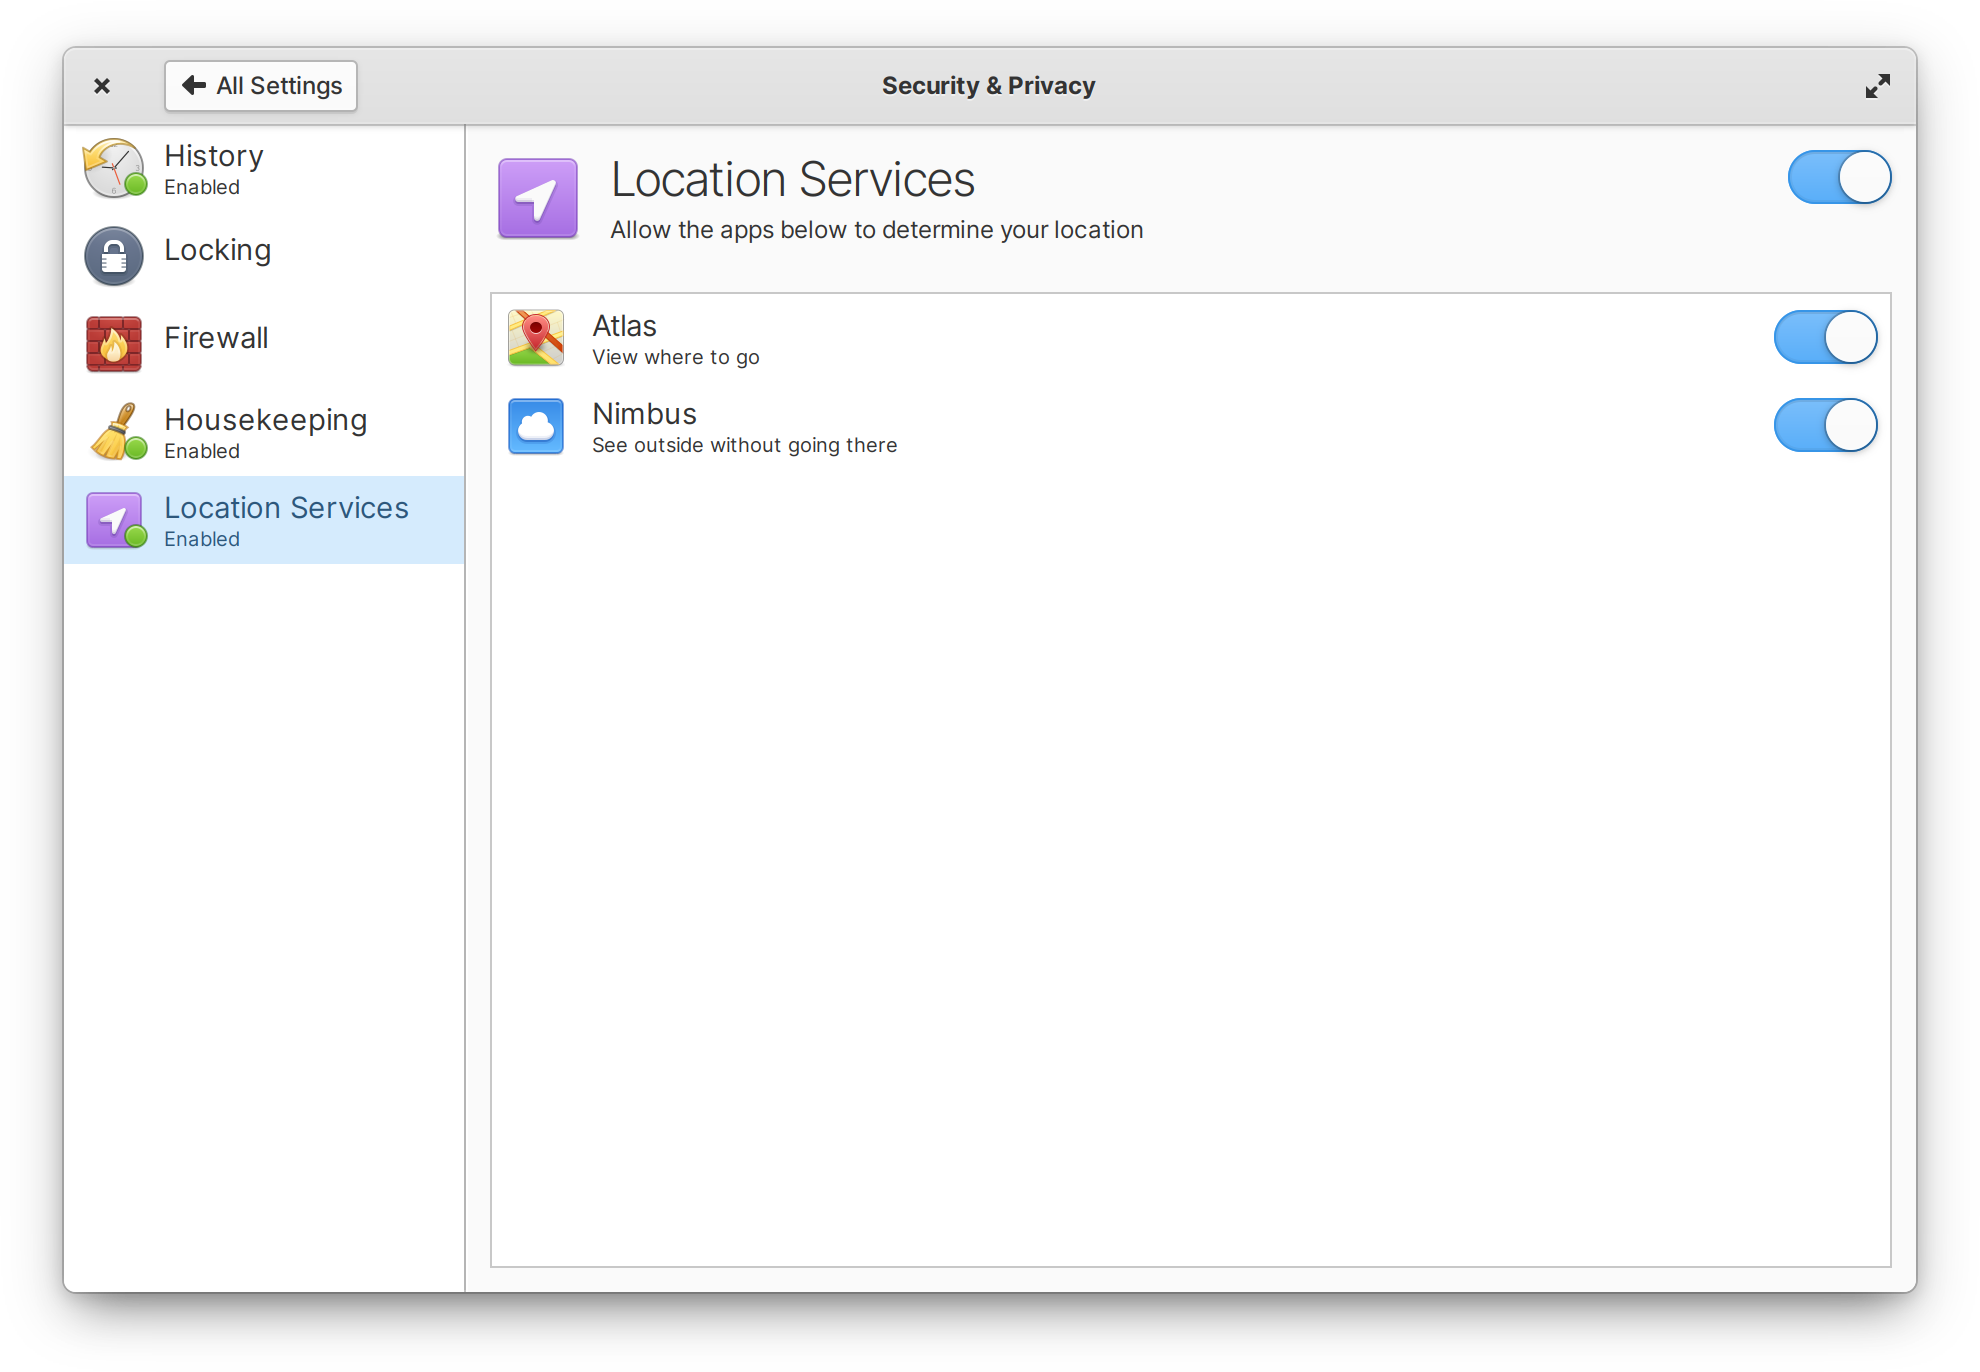 All Settings
Security & Privacy
History
Enabled
Locking
Firewall
Housekeeping
Enabled
Location Services
Enabled
Location Services
Allow the apps below to determine your location
Atlas
View where to go
Nimbus
See outside without going there